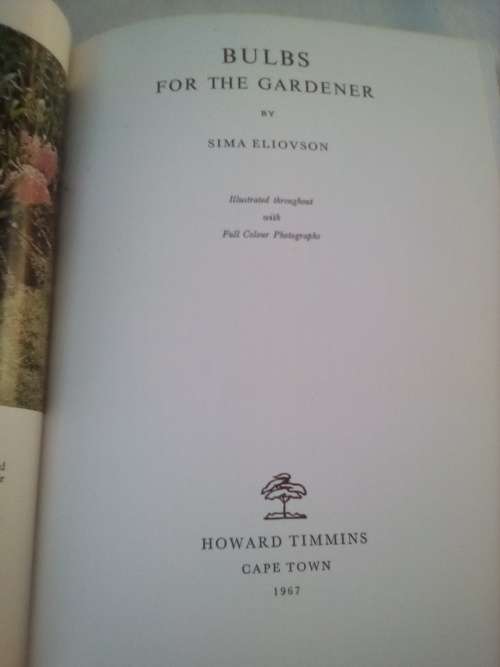 BULBS
FOR THE GARDENER
BY
SIMA ELIOVSON
Illustrated throughout
with
Full Colour Photographs
HOWARD TIMMINS
CAPE TOWN
1967